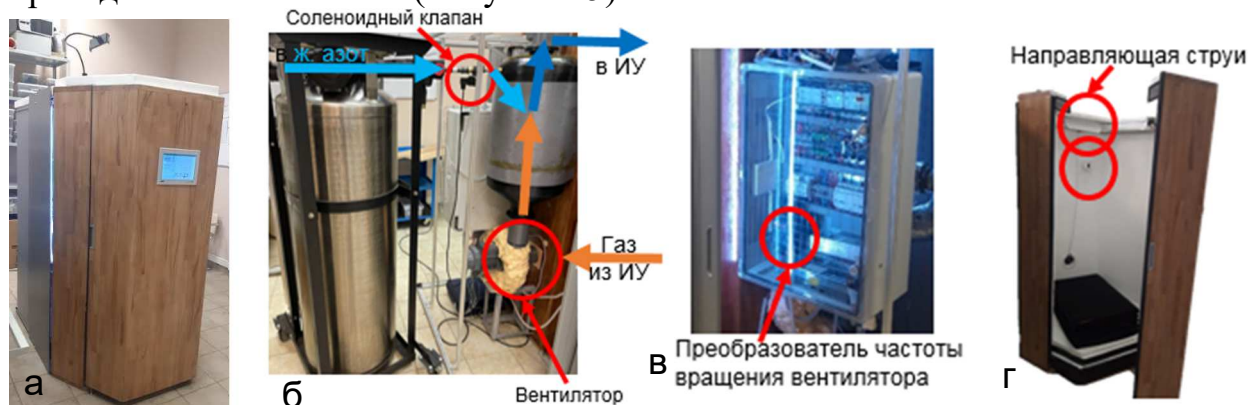 Соленоидный клапан
в ж. азот
в ИУ
Газ
из ИУ
Вентилятор
Преобразователь частоты
вращения вентилятора
Направляющая струи
а
б
в
г